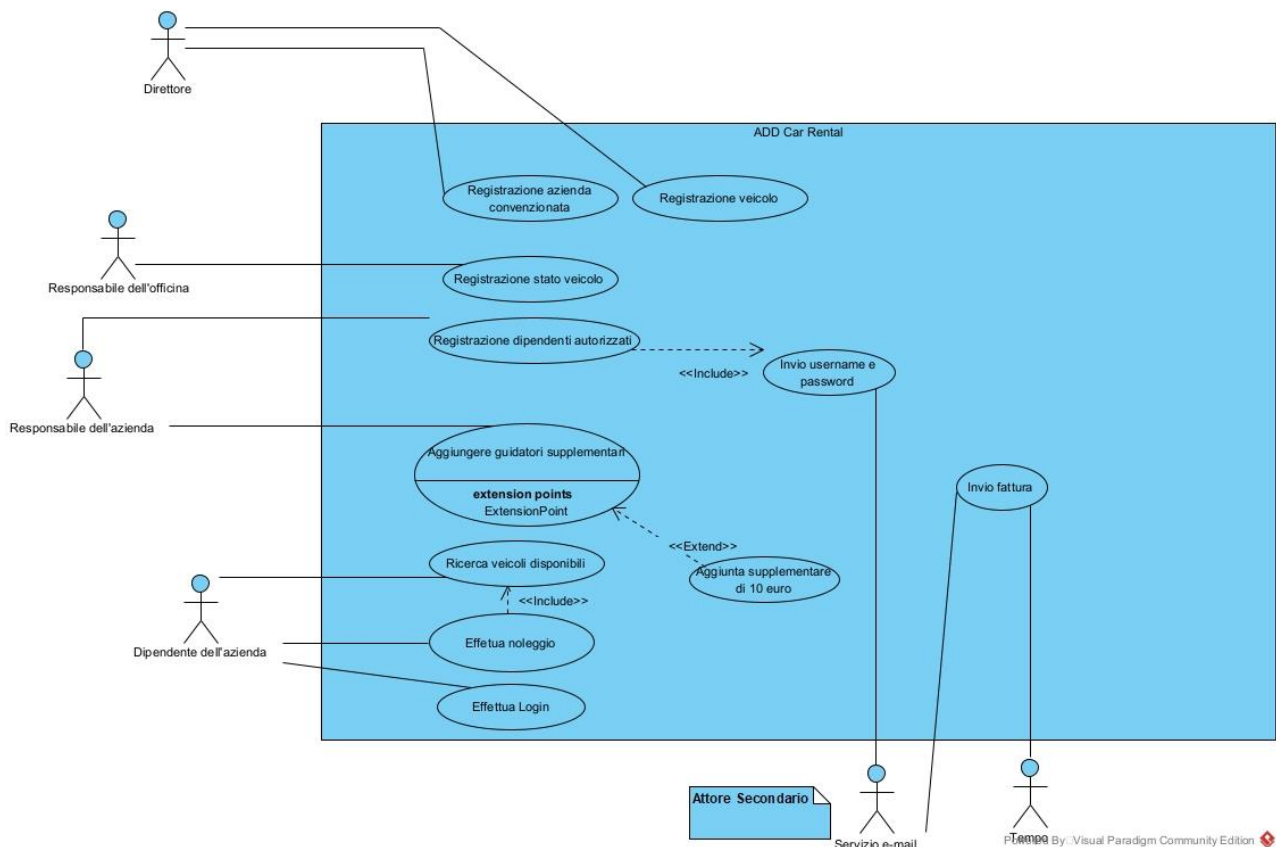 Direttore
ADD Car Rental
Registrazione azienda
convenzionata
Registrazione veicolo
Responsabile dell'officina
Registrazione stato veicolo
Registrazione dipendenti autorizzati
<<Include>>
Invio username e
password
Responsabile dell'azienda
Aggiungere guidatori supplementari
extension points
ExtensionPoint
Invio fattura
<<Extend>>
Ricerca veicoli disponibili
Aggiunta supplementare
di 10 euro
<<Include>>
Dipendente dell'azienda
Effetua noleggio
Effettua Login
Attore Secondario
Servizio e-mail
Tempo
Powered By Visual Paradigm Community Edition